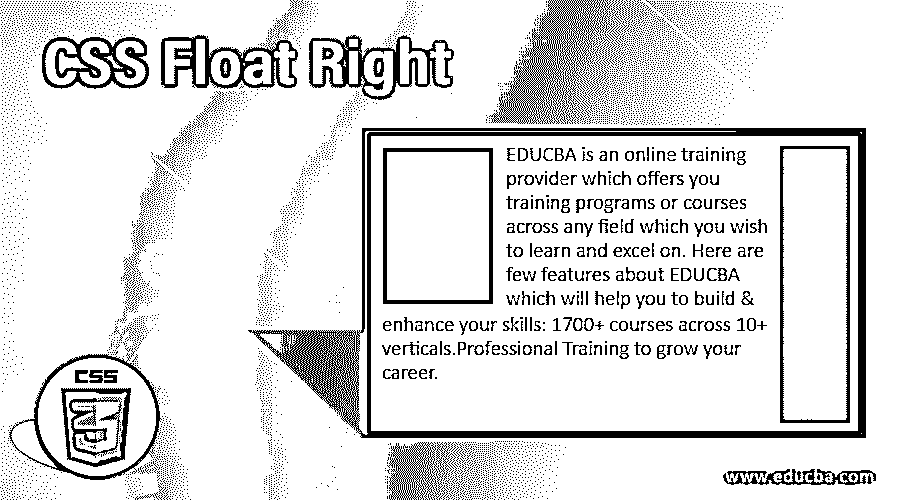 CSS Float Right
EDUCBA is an online training
provider which offers you
training programs or courses
across any field which you wish
to learn and excel on. Here are
few features about EDUCBA
which will help you to build &
enhance your skills: 1700+ courses across 10+
verticals.Professional Training to grow your
career.
CSS
3
www.educba.com